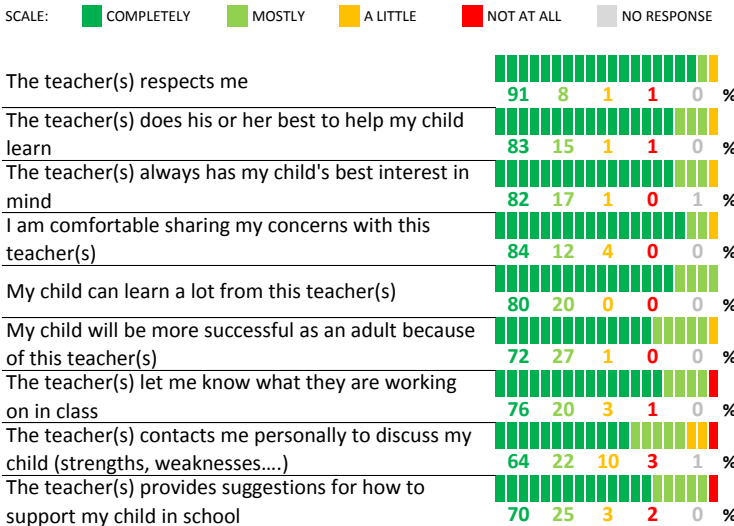 SCALE: COMPLETELY MOSTLY A LITTLE NOT AT ALL NO RESPONSE
The teacher(s) respects me
91 8 1 1 0 %
The teacher(s) does his or her best to help my child
learn
83 15 1 1 0 %
The teacher(s) always has my child's best interest in
mind
82 17 1 0 1 %
I am comfortable sharing my concerns with this
teacher(s)
84 12 4 0 0 %
My child can learn a lot from this teacher(s)
80 20 0 0 0 %
My child will be more successful as an adult because
of this teacher(s)
72 27 1 0 0 %
The teacher(s) let me know what they are working
on in class
76 20 3 1 0 %
The teacher(s) contacts me personally to discuss my
child (strengths, weaknesses....)
64 22 10 3 1 %
The teacher(s) provides suggestions for how to
support my child in school
70 25 3 2 0 %